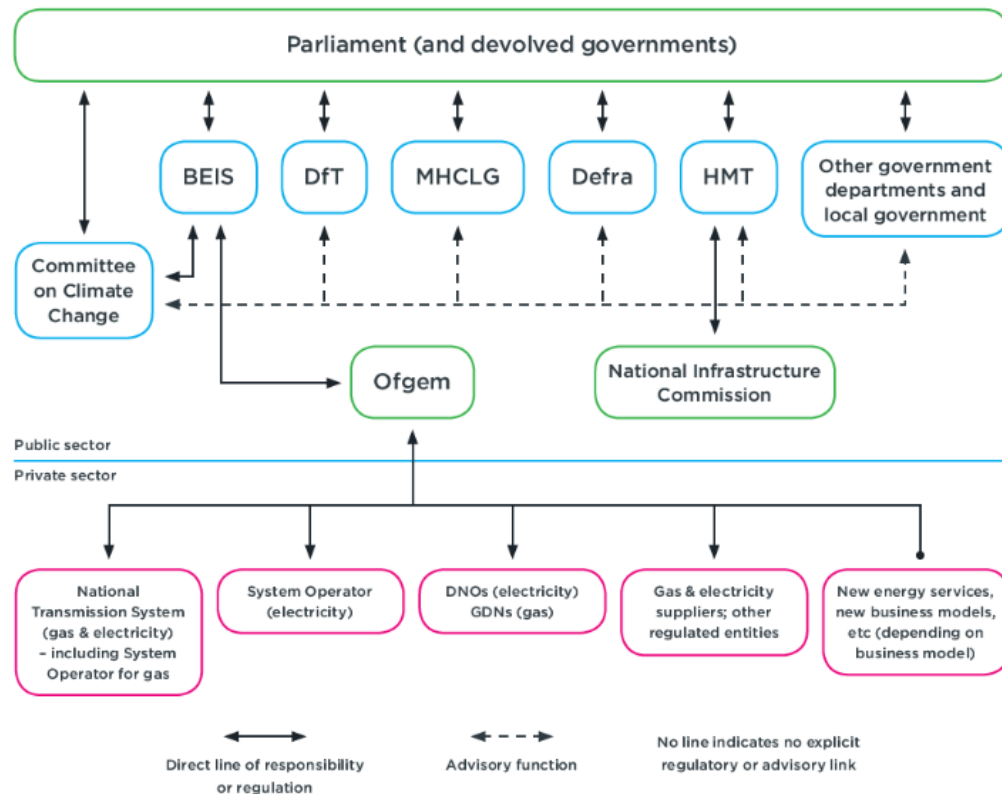 Parliament (and devolved governments)
BEIS
DfT
MHCLG
Defra
HMT
Other government
departments and
local government
Committee
on Climate
Change
Ofgem
National Infrastructure
Commission
Public sector
Private sector
National
Transmission System
(gas & electricity)
– including System
Operator for gas
System Operator
(electricity)
DNOs (electricity)
GDNs (gas)
Gas & electricity
suppliers; other
regulated entities
New energy services,
new business models,
etc (depending on
business model)
Direct line of responsibility
or regulation
Advisory function
No line indicates no explicit
regulatory or advisory link